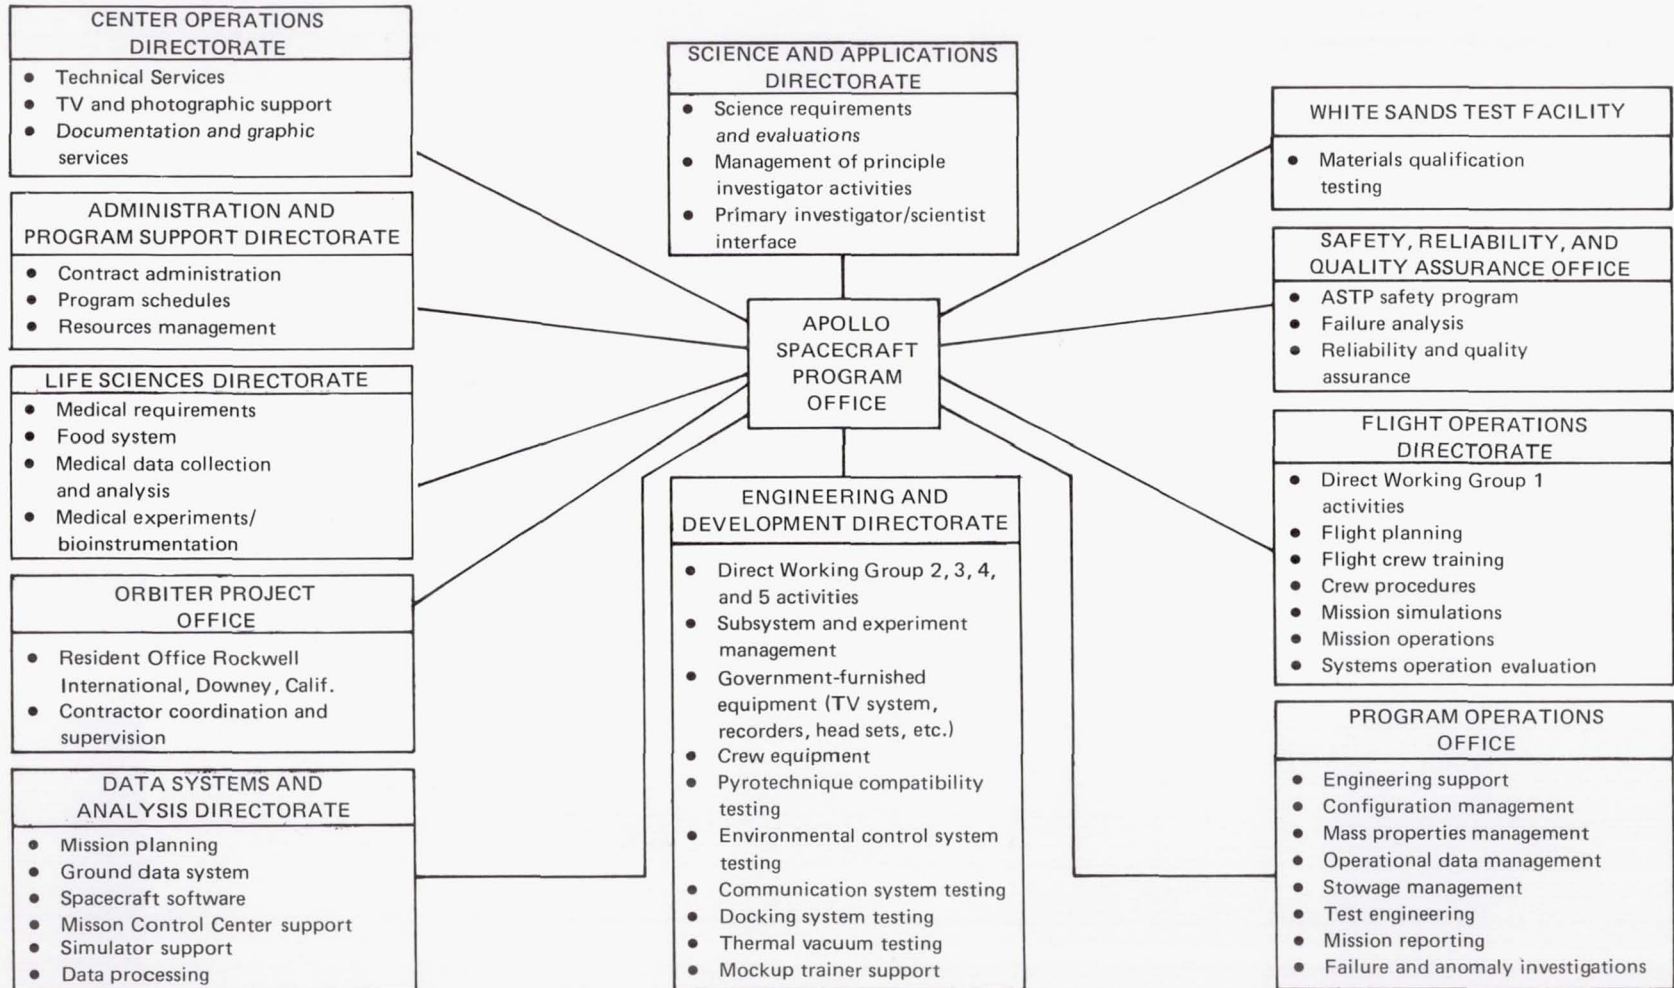 CENTER OPERATIONS
DIRECTORATE
• Technical Services
• TV and photographic support
• Documentation and graphic
services
ADMINISTRATION AND
PROGRAM SUPPORT DIRECTORATE
• Contract administration
• Program schedules
• Resources management
LIFE SCIENCES DIRECTORATE
• Medical requirements
• Food system
• Medical data collection
and analysis
• Medical experiments/
bioinstrumentation
ORBITER PROJECT
OFFICE
• Resident Office Rockwell
International, Downey, Calif.
• Contractor coordination and
supervision
DATA SYSTEMS AND
ANALYSIS DIRECTORATE
• Mission planning
• Ground data system
• Spacecraft software
• Misson Control Center support
• Simulator support
• Data processing
SCIENCE AND APPLICATIONS
DIRECTORATE
• Science requirements
and evaluations
• Management of principle
investigator activities
• Primary investigator/scientist
interface
APOLLO
SPACECRAFT
PROGRAM
OFFICE
ENGINEERING AND
DEVELOPMENT DIRECTORATE
• Direct Working Group 2, 3, 4,
and 5 activities
• Subsystem and experiment
management
• Government-furnished
equipment (TV system,
recorders, head sets, etc.)
• Crew equipment
• Pyrotechnique compatibility
testing
• Environmental control system
testing
• Communication system testing
• Docking system testing
• Thermal vacuum testing
• Mockup trainer support
WHITE SANDS TEST FACILITY
• Materials qualification
testing
SAFETY, RELIABILITY, AND
QUALITY ASSURANCE OFFICE
• ASTP safety program
• Failure analysis
• Reliability and quality
assurance
FLIGHT OPERATIONS
DIRECTORATE
• Direct Working Group 1
activities
• Flight planning
• Flight crew training
• Crew procedures
• Mission simulations
• Mission operations
• Systems operation evaluation
PROGRAM OPERATIONS
OFFICE
• Engineering support
• Configuration management
• Mass properties management
• Operational data management
• Stowage management
• Test engineering
• Mission reporting
• Failure and anomaly investigations